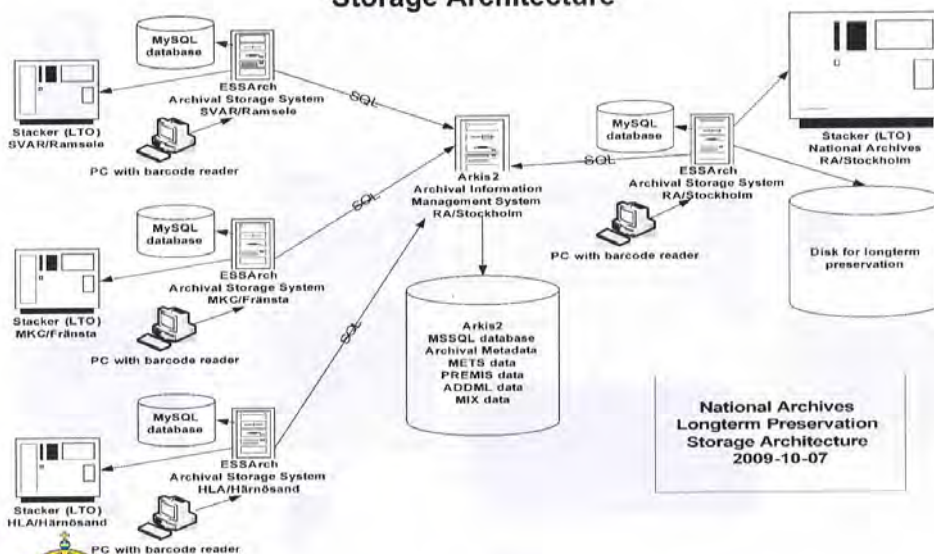 Storage Architecture
MySQL
database
ESSArch
Archival Storage System
SVAR/Ramsele
Stacker (LTO)
SVAR/Ramsele
PC with barcode reader
SQL
MySQL
database
ESSArch
Archival Storage System
MKC/Fränsta
Stacker (LTO)
MKC/Fränsta
PC with barcode reader
SQL
MySQL
database
ESSArch
Archival Storage System
HLA/Härnösand
Stacker (LTO)
HLA/Härnösand
PC with barcode reader
SQL
Arkis2
Archival Information
Management System
RA/Stockholm
Arkis2
MSSQL database
Archival Metadata
METS data
PREMIS data
ADDML data
MIX data
SQL
MySQL
database
ESSArch
Archival Storage System
RA/Stockholm
PC with barcode reader
Stacker (LTO)
National Archives
RA/Stockholm
Disk for longterm
preservation
National Archives
Longterm Preservation
Storage Architecture
2009-10-07